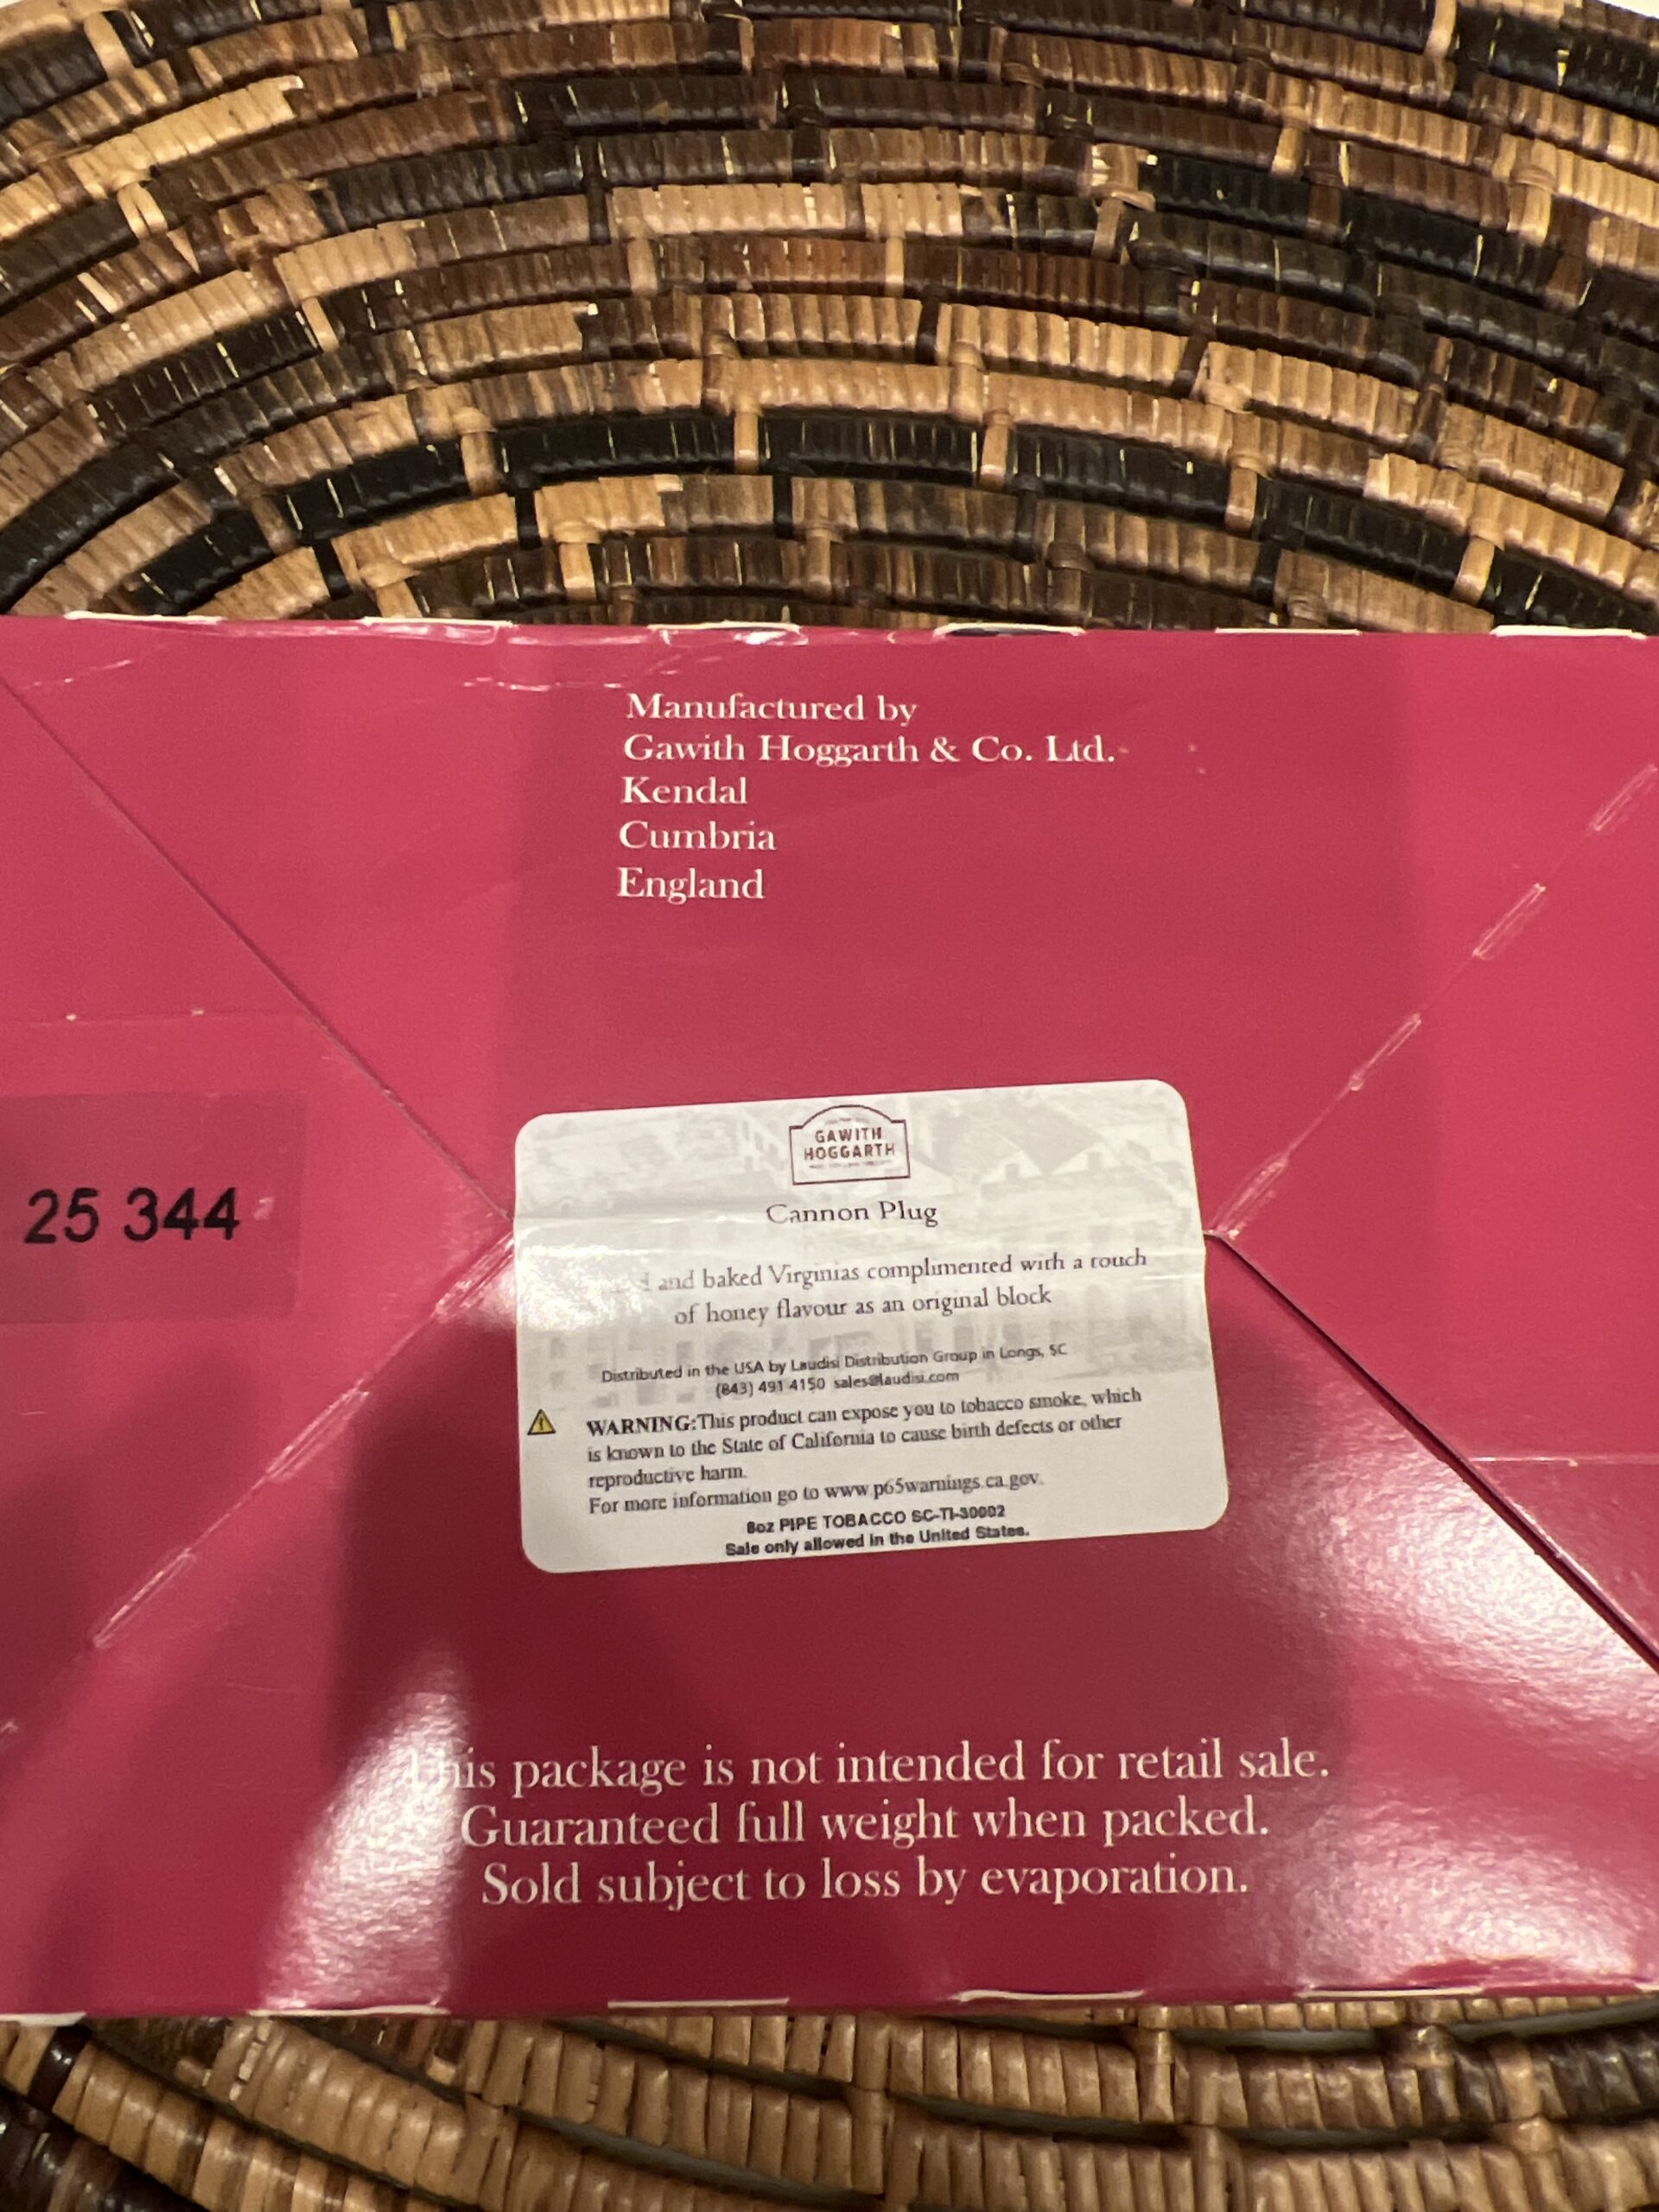 Manufactured by
Gawith Hoggarth & Co. Ltd.
Kendal
Cumbria
England
25 344
GAWITH
HOGGARTH
Cannon Plug
and baked Virginias complimented with a touch
of honey flavour as an original block
Distributed in the USA by Laudisi Distribution Group in Longs, SC
(843) 491 4150 sales@laudisi.com
WARNING:This product can expose you to tobacco smoke, which
is known to the State of California to cause birth defects or other
reproductive harm.
For more information go to www.p65warnings.ca.gov.
8oz PIPE TOBACCO SC-TI-30002
Sale only allowed in the United States.
This package is not intended for retail sale.
Guaranteed full weight when packed.
Sold subject to loss by evaporation.